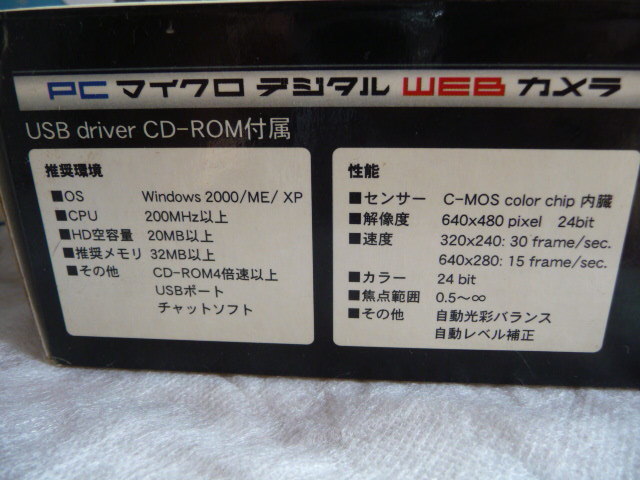 PC マイクロ デジタル WEB カメラ
USB driver CD-ROM付属
推奨環境
■OS Windows 2000/ME/ XP
■CPU 200MHz以上
■HD空容量 20MB以上
■推奨メモリ 32MB以上
■その他 CD-ROM4倍速以上
USBポート
チャットソフト
性能
■センサー C-MOS color chip 内臓
■解像度 640x480 pixel 24bit
■速度 320x240: 30 frame/sec.
640x280: 15 frame/sec.
■カラー 24 bit
■焦点範囲 0.5～∞
■その他 自動光彩バランス
自動レベル補正